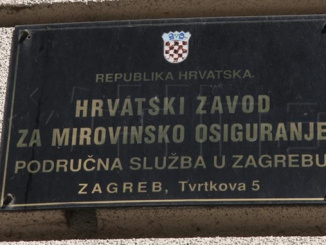 REPUBLIKA HRVATSKA
HRVATSKI ZAVOD
ZA MIROVINSKO OSIGURANJE
PODRUČNA SLUŽBA U ZAGREBU
ZAGREB, Tvrtkova 5